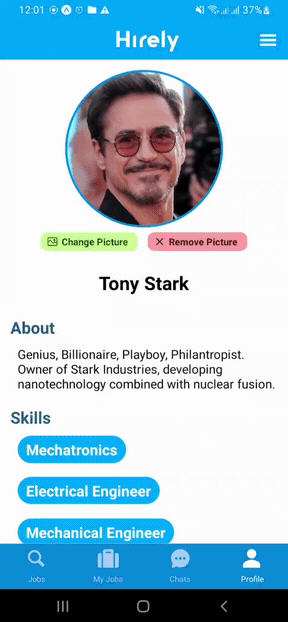 12:01 37%
Hirely
Change Picture Remove Picture
Tony Stark
About
Genius, Billionaire, Playboy, Philantropist.
Owner of Stark Industries, developing
nanotechnology combined with nuclear fusion.
Skills
Mechatronics
Electrical Engineer
Mechanical Engineer
Jobs My Jobs Chats Profile